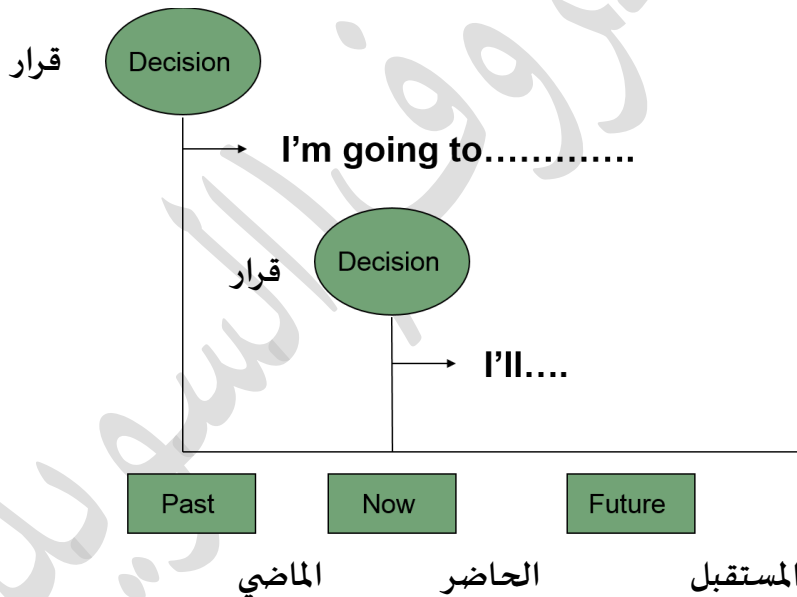 قرار
Decision
I'm going to.............
قرار
Decision
I'll....
Past
Now
Future
الماضي
الحاضر
المستقبل